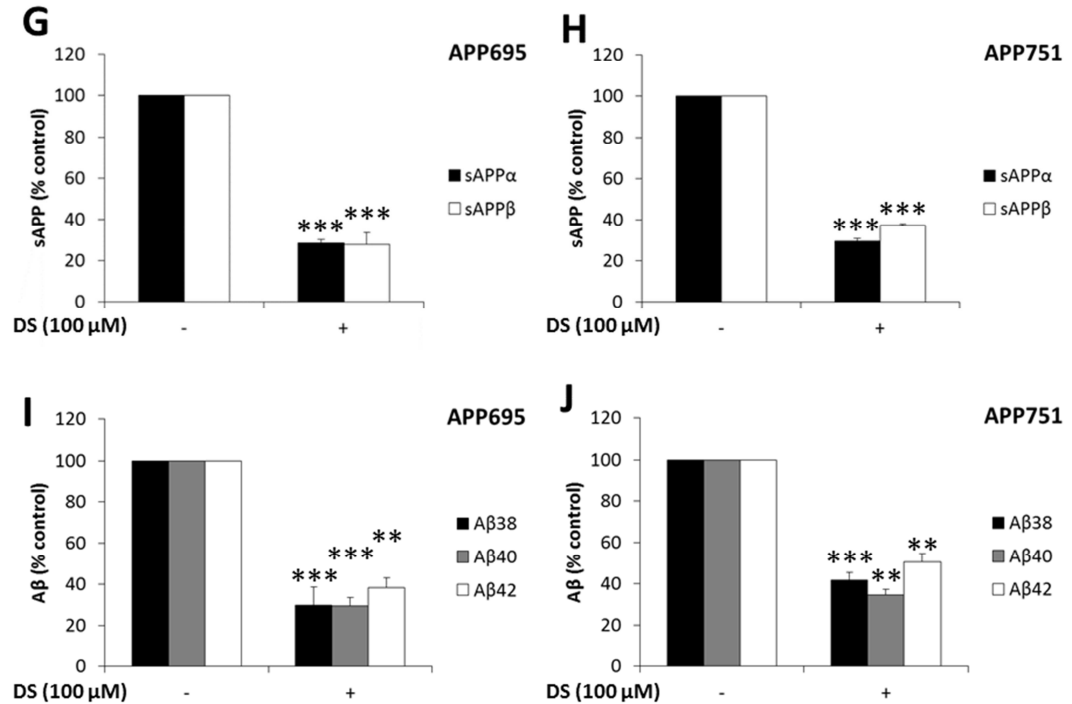 G
APP695
120
100
80
60
40
20
0
sAPP (% control)
*** ***
sAPPα
sAPPβ
DS (100 µM) - +
H
APP751
120
100
80
60
40
20
0
sAPP (% control)
*** ***
sAPPα
sAPPβ
DS (100 µM) - +
I
APP695
120
100
80
60
40
20
0
Aβ (% control)
*** *** **
Aβ38
Aβ40
Aβ42
DS (100 µM) - +
J
APP751
120
100
80
60
40
20
0
Aβ (% control)
*** ** **
Aβ38
Aβ40
Aβ42
DS (100 µM) - +